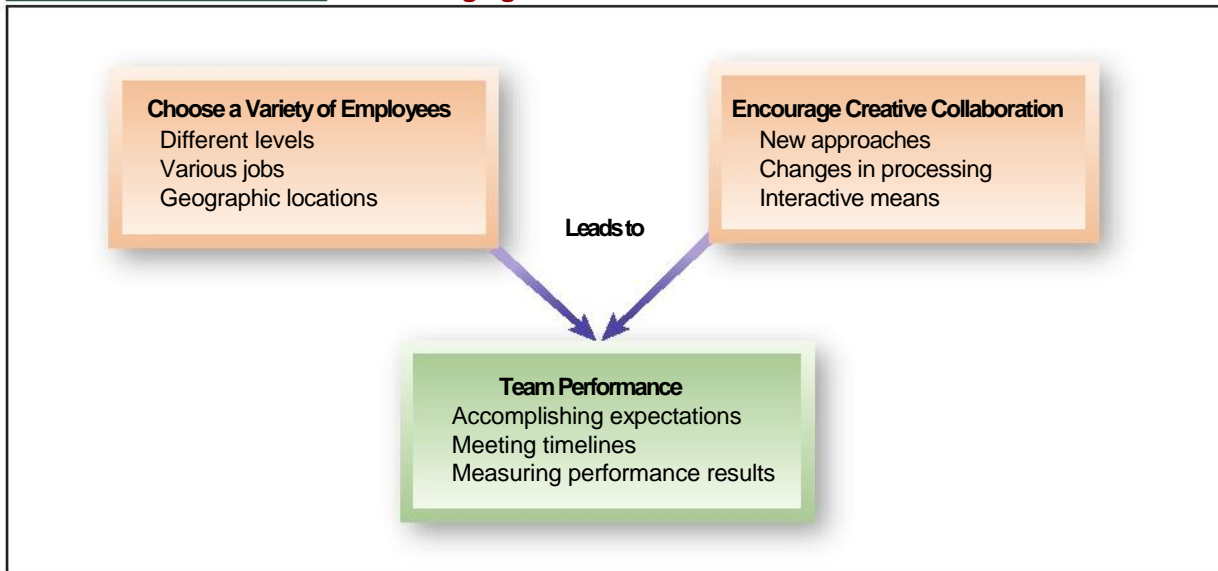 Choose a Variety of Employees
Different levels
Various jobs
Geographic locations
Encourage Creative Collaboration
New approaches
Changes in processing
Interactive means
Leads to
Team Performance
Accomplishing expectations
Meeting timelines
Measuring performance results